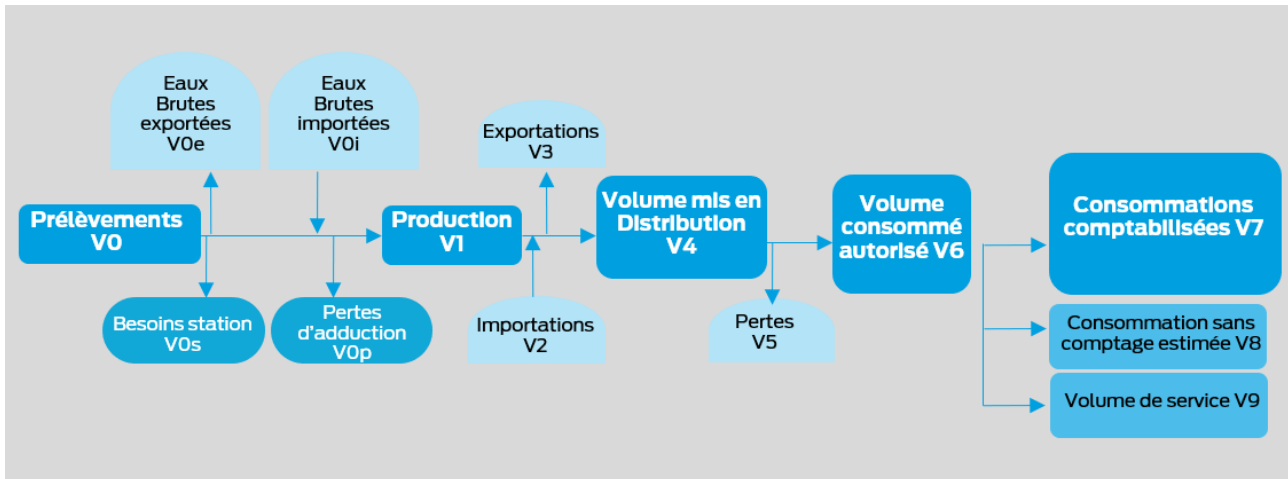 Eaux
Brutes
exportées
V0e
Eaux
Brutes
importées
V0i
Exportations
V3
Prélèvements
V0
Production
V1
Volume mis en
Distribution
V4
Volume
consommé
autorisé V6
Consommations
comptabilisées V7
Besoins station
V0s
Pertes
d'adduction
V0p
Importations
V2
Pertes
V5
Consommation sans
comptage estimée V8
Volume de service V9